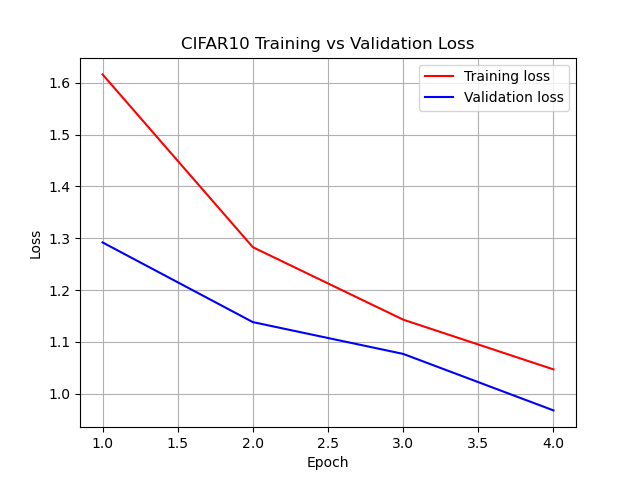 CIFAR10 Training vs Validation Loss
Training loss
Validation loss
1.6
1.5
1.4
1.3
1.2
1.1
1.0
Loss
1.0 1.5 2.0 2.5 3.0 3.5 4.0
Epoch